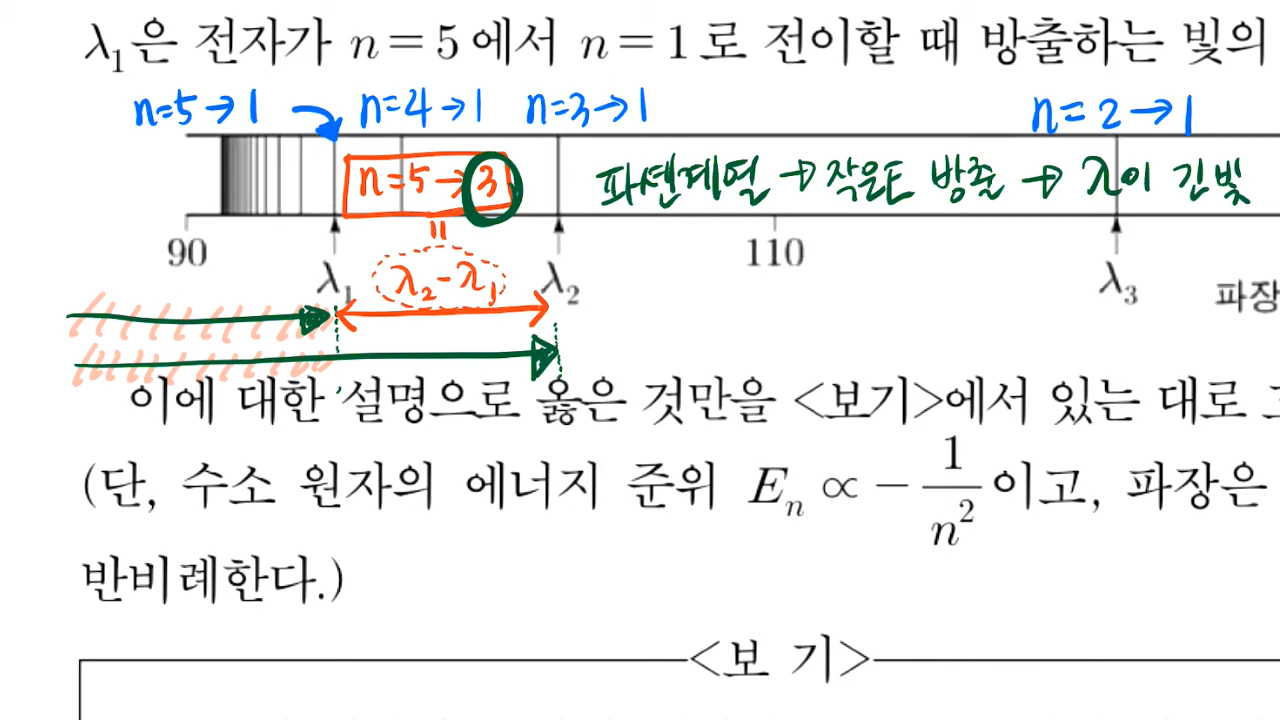 λ₁은 전자가 n=5에서 n=1로 전이할 때 방출하는 빛의
n=5→1 n=4→1 n=3→1 n=2→1
n=5→3 파셴계열 → 작은E 방출 → λ이 긴빛
=
90 110
λ₁ λ₂-λ₁ λ₂ λ₃ 파장
이에 대한 설명으로 옳은 것만을 <보기>에서 있는 대로
(단, 수소 원자의 에너지 준위 Eₙ ∝ -1/n²이고, 파장은
반비례한다.)
<보 기>